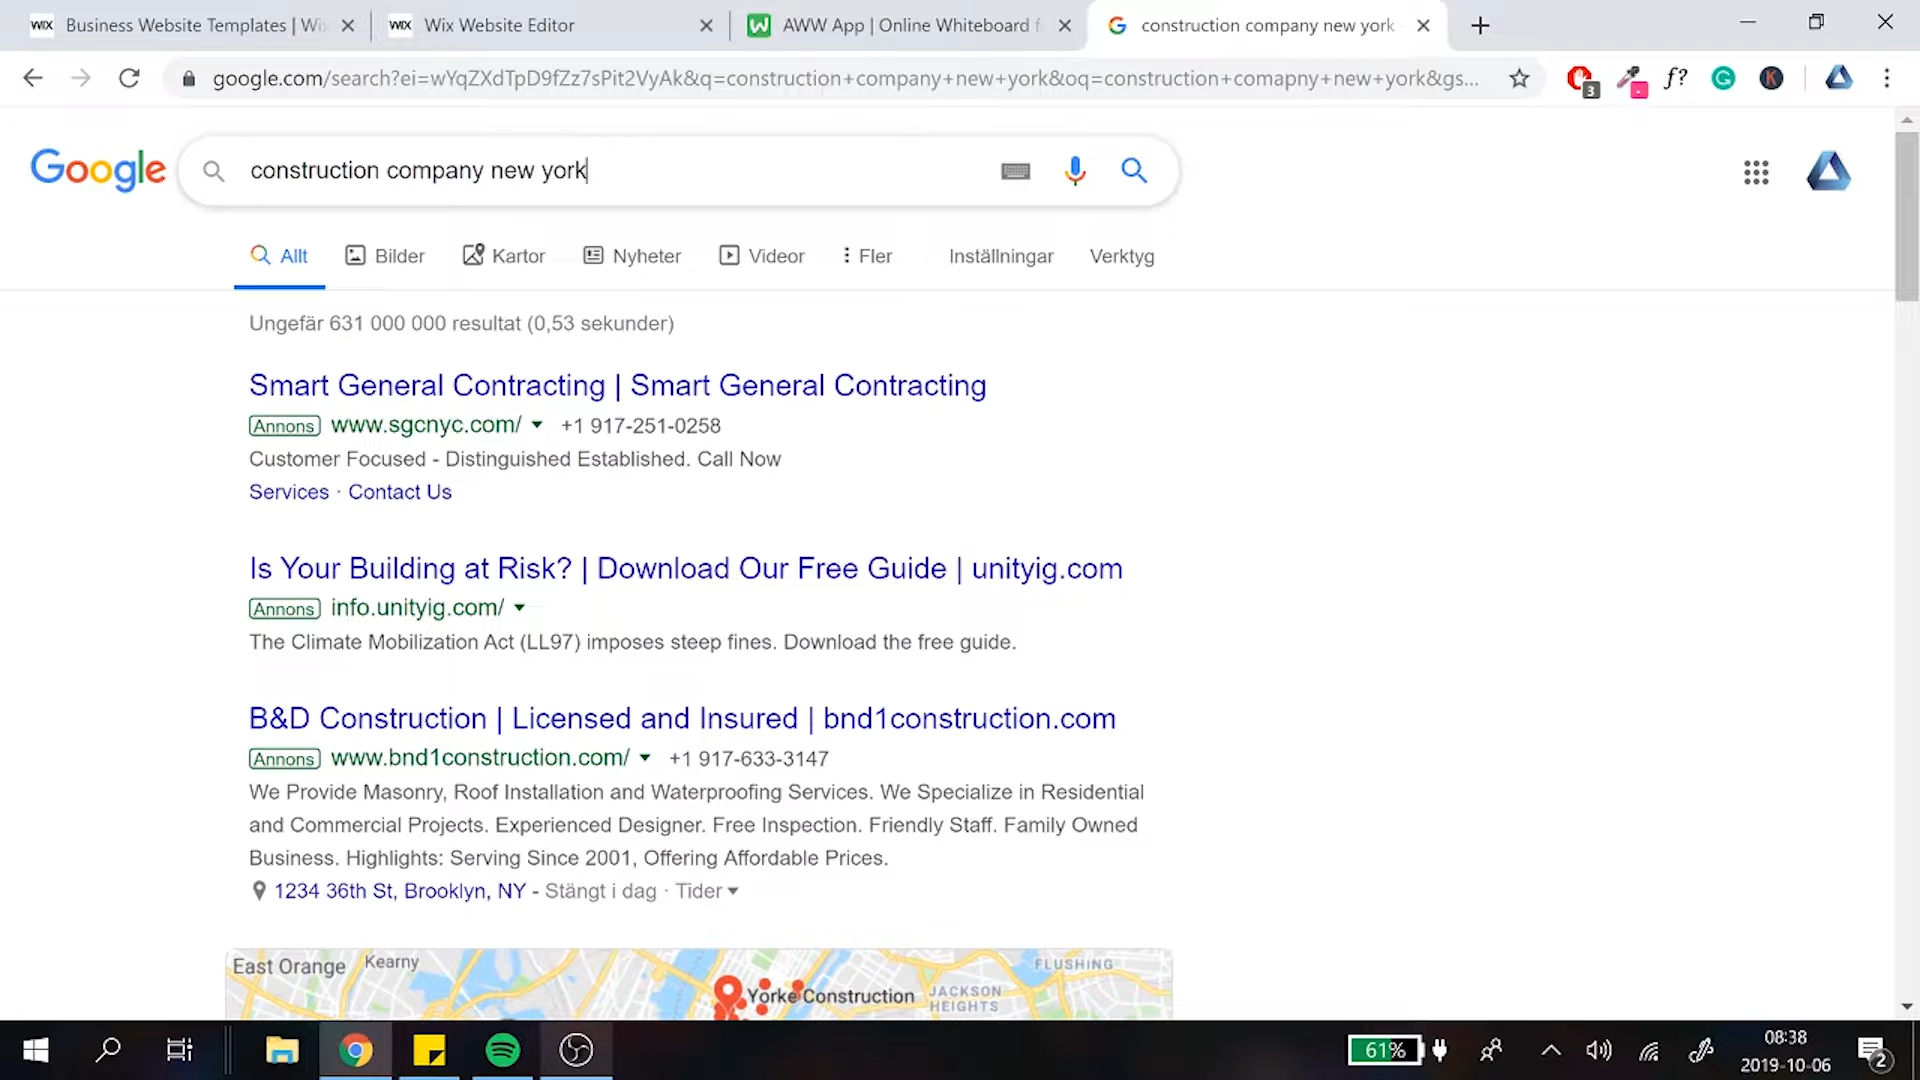 WIX Business Website Templates | Wix
WIX Wix Website Editor
AWW App | Online Whiteboard f
construction company new york
google.com/search?ei=wYqZXdTpD9fZz7sPit2VyAk&q=construction+company+new+york&oq=construction+comapny+new+york&gs...
3
f?
K
Google
construction company new york
Allt
Bilder
Kartor
Nyheter
Videor
Fler
Inställningar
Verktyg
Ungefär 631 000 000 resultat (0,53 sekunder)
Smart General Contracting | Smart General Contracting
Annons www.sgcnyc.com/ +1 917-251-0258
Customer Focused - Distinguished Established. Call Now
Services · Contact Us
Is Your Building at Risk? | Download Our Free Guide | unityig.com
Annons info.unityig.com/
The Climate Mobilization Act (LL97) imposes steep fines. Download the free guide.
B&D Construction | Licensed and Insured | bnd1construction.com
Annons www.bnd1construction.com/ +1 917-633-3147
We Provide Masonry, Roof Installation and Waterproofing Services. We Specialize in Residential
and Commercial Projects. Experienced Designer. Free Inspection. Friendly Staff. Family Owned
Business. Highlights: Serving Since 2001, Offering Affordable Prices.
1234 36th St, Brooklyn, NY - Stängt i dag · Tider
East Orange
Kearny
FLUSHING
Yorke Construction
JACKSON
HEIGHTS
61%
08:38
2019-10-06
2